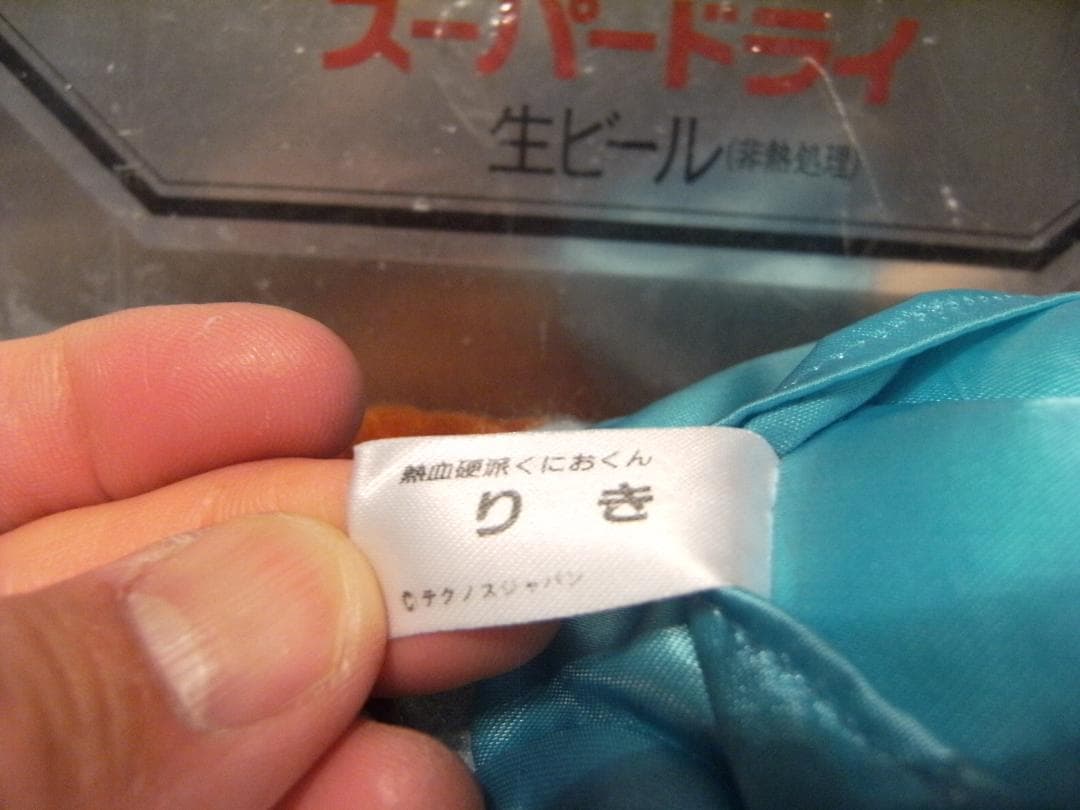 スーパードライ
生ビール(非熱処理)
熱血硬派くにおくん
りき
©テクノスジャパン